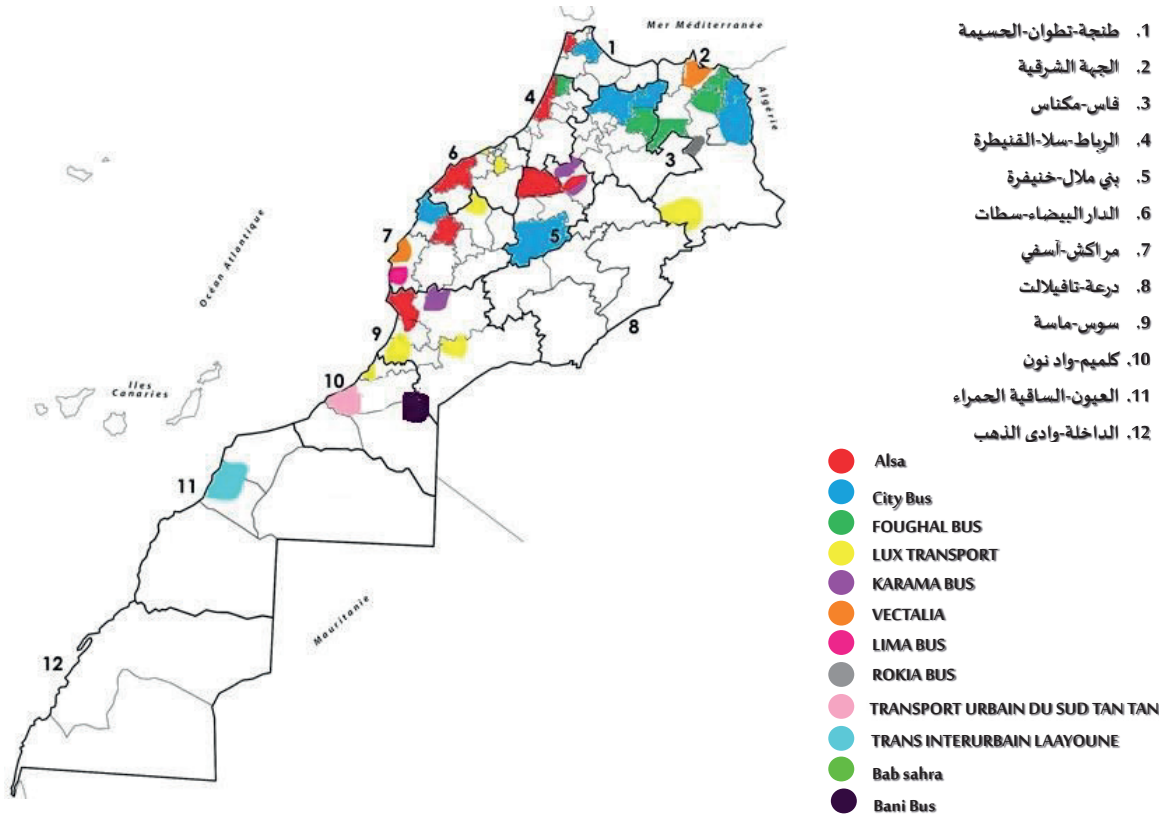 Mer Méditerranée
1
2
Algérie
4
3
6
7
5
Océan Atlantique
9
8
10
Iles
Canaries
11
12
Mauritanie
1. طنجة-تطوان-الحسيمة
2. الجهة الشرقية
3. فاس-مكناس
4. الرباط-سلا-القنيطرة
5. بني ملال-خنيفرة
6. الدار البيضاء-سطات
7. مراكش-آسفي
8. درعة-تافيلالت
9. سوس-ماسة
10. كلميم-واد نون
11. العيون-الساقية الحمراء
12. الداخلة-وادي الذهب
Alsa
City Bus
FOUGHAL BUS
LUX TRANSPORT
KARAMA BUS
VECTALIA
LIMA BUS
ROKIA BUS
TRANSPORT URBAIN DU SUD TAN TAN
TRANS INTERURBAIN LAAYOUNE
Bab sahra
Bani Bus